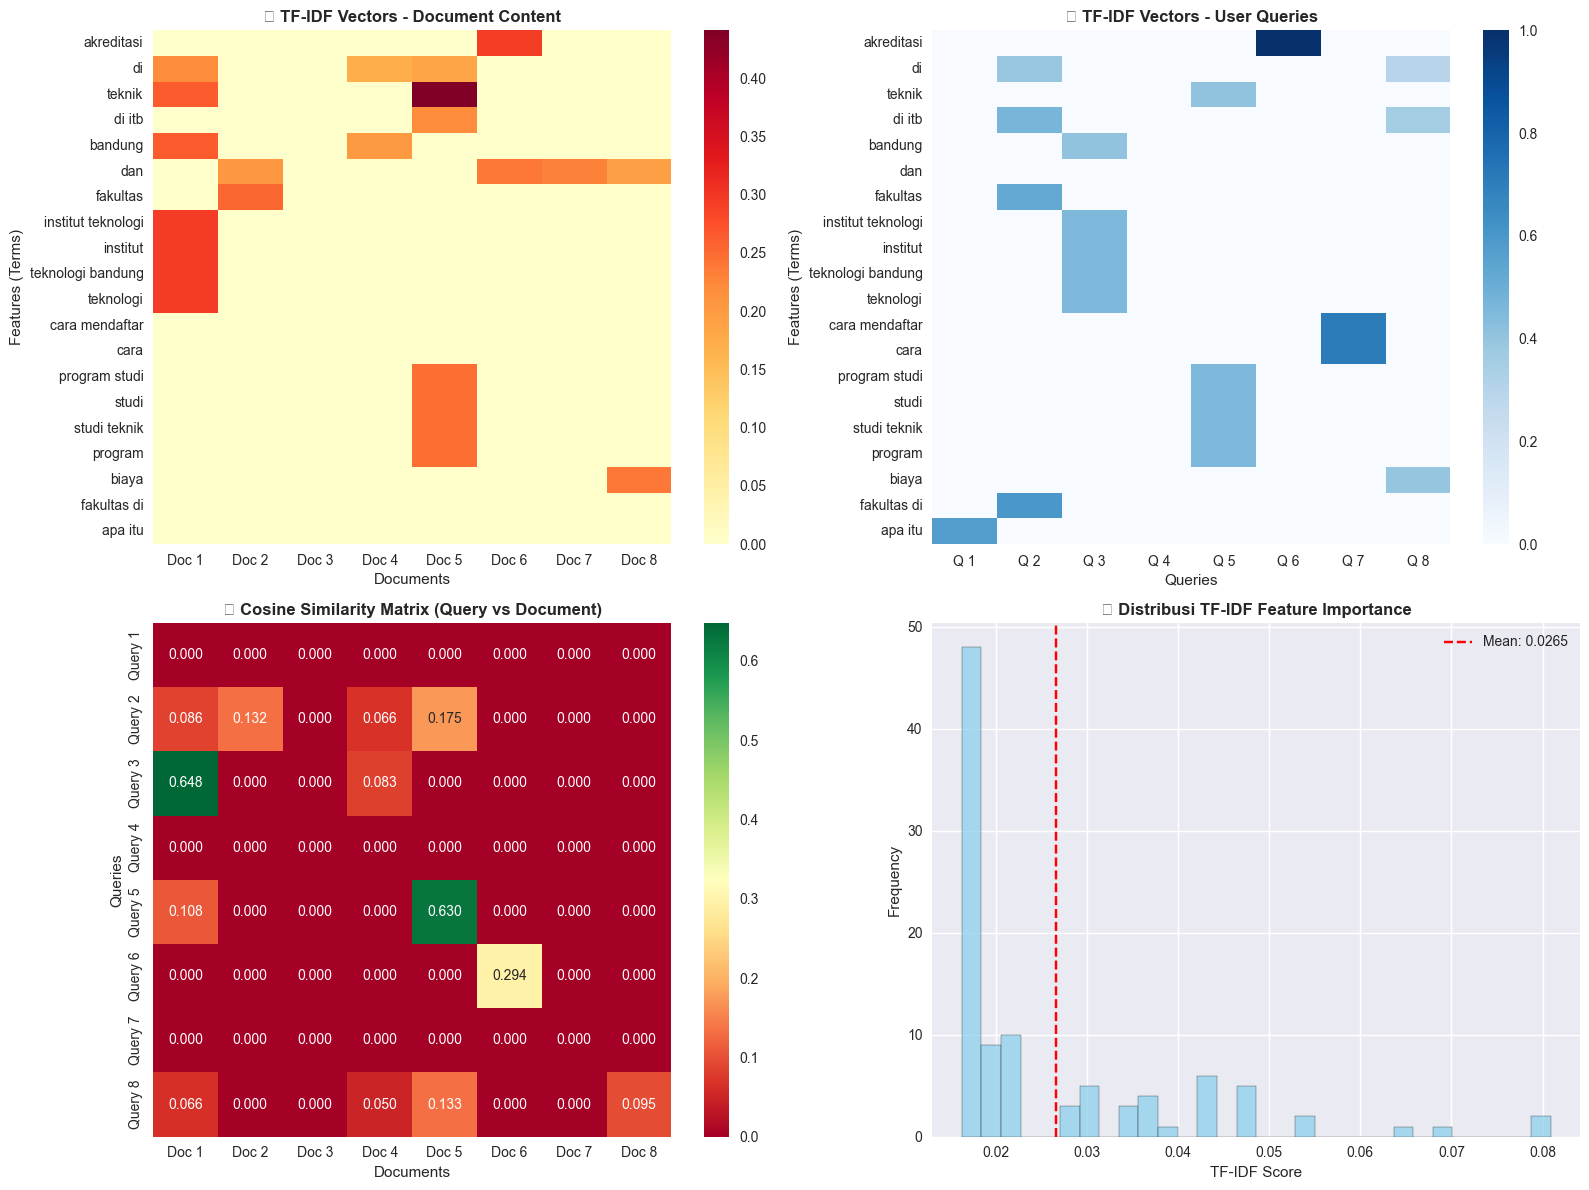 ▯ TF-IDF Vectors - Document Content
akreditasi
di
teknik
di itb
bandung
dan
fakultas
institut teknologi
institut
teknologi bandung
teknologi
cara mendaftar
cara
program studi
studi
studi teknik
program
biaya
fakultas di
apa itu
Features (Terms)
Doc 1 Doc 2 Doc 3 Doc 4 Doc 5 Doc 6 Doc 7 Doc 8
Documents
0.40
0.35
0.30
0.25
0.20
0.15
0.10
0.05
0.00
▯ TF-IDF Vectors - User Queries
akreditasi
di
teknik
di itb
bandung
dan
fakultas
institut teknologi
institut
teknologi bandung
teknologi
cara mendaftar
cara
program studi
studi
studi teknik
program
biaya
fakultas di
apa itu
Features (Terms)
Q 1 Q 2 Q 3 Q 4 Q 5 Q 6 Q 7 Q 8
Queries
1.0
0.8
0.6
0.4
0.2
0.0
▯ Cosine Similarity Matrix (Query vs Document)
Query 1 0.000 0.000 0.000 0.000 0.000 0.000 0.000 0.000
Query 2 0.086 0.132 0.000 0.066 0.175 0.000 0.000 0.000
Query 3 0.648 0.000 0.000 0.083 0.000 0.000 0.000 0.000
Query 4 0.000 0.000 0.000 0.000 0.000 0.000 0.000 0.000
Query 5 0.108 0.000 0.000 0.000 0.630 0.000 0.000 0.000
Query 6 0.000 0.000 0.000 0.000 0.000 0.294 0.000 0.000
Query 7 0.000 0.000 0.000 0.000 0.000 0.000 0.000 0.000
Query 8 0.066 0.000 0.000 0.050 0.133 0.000 0.000 0.095
Queries
Doc 1 Doc 2 Doc 3 Doc 4 Doc 5 Doc 6 Doc 7 Doc 8
Documents
0.6
0.5
0.4
0.3
0.2
0.1
0.0
▯ Distribusi TF-IDF Feature Importance
Mean: 0.0265
50
40
30
20
10
0
Frequency
0.02 0.03 0.04 0.05 0.06 0.07 0.08
TF-IDF Score